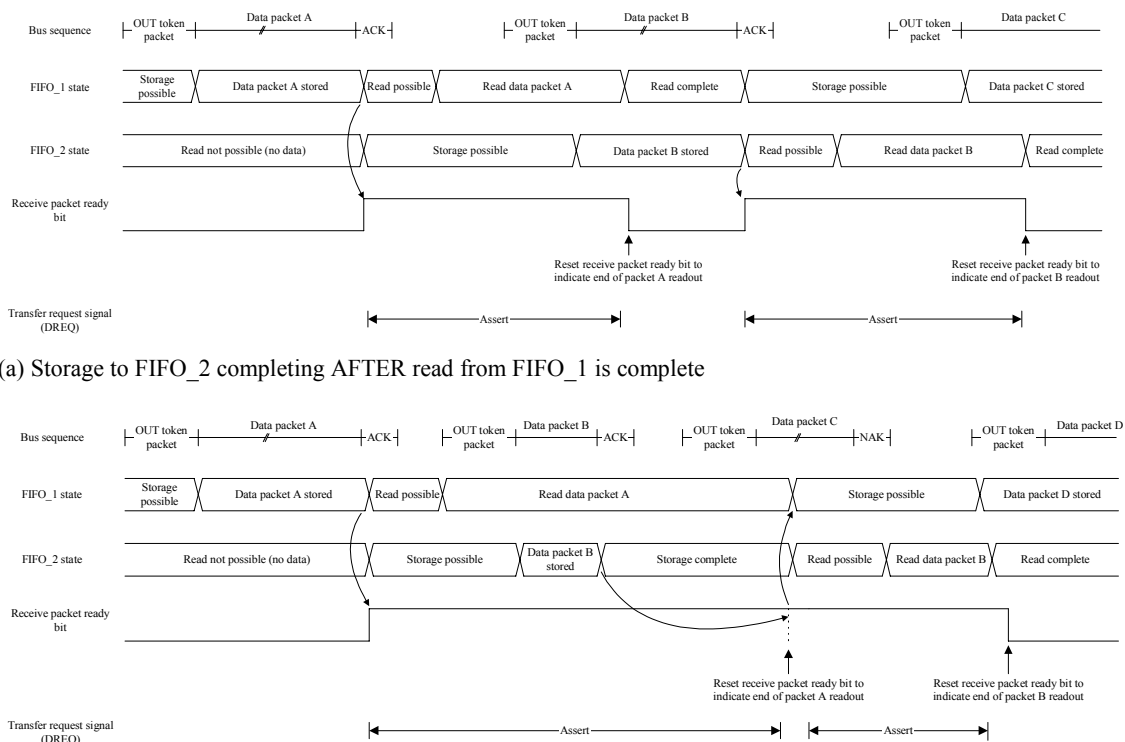 Bus sequence
OUT token
packet
Data packet A
ACK
OUT token
packet
Data packet B
ACK
OUT token
packet
Data packet C
FIFO_1 state
Storage
possible
Data packet A stored
Read possible
Read data packet A
Read complete
Storage possible
Data packet C stored
FIFO_2 state
Read not possible (no data)
Storage possible
Data packet B stored
Read possible
Read data packet B
Read complete
Receive packet ready
bit
Reset receive packet ready bit to
indicate end of packet A readout
Reset receive packet ready bit to
indicate end of packet B readout
Transfer request signal
(DREQ)
Assert
Assert
(a) Storage to FIFO_2 completing AFTER read from FIFO_1 is complete
Bus sequence
OUT token
packet
Data packet A
ACK
OUT token
packet
Data packet B
ACK
OUT token
packet
Data packet C
NAK
OUT token
packet
Data packet D
FIFO_1 state
Storage
possible
Data packet A stored
Read possible
Read data packet A
Storage possible
Data packet D stored
FIFO_2 state
Read not possible (no data)
Storage possible
Data packet B
stored
Storage complete
Read possible
Read data packet B
Read complete
Receive packet ready
bit
Reset receive packet ready bit to
indicate end of packet A readout
Reset receive packet ready bit to
indicate end of packet B readout
Transfer request signal
(DREQ)
Assert
Assert